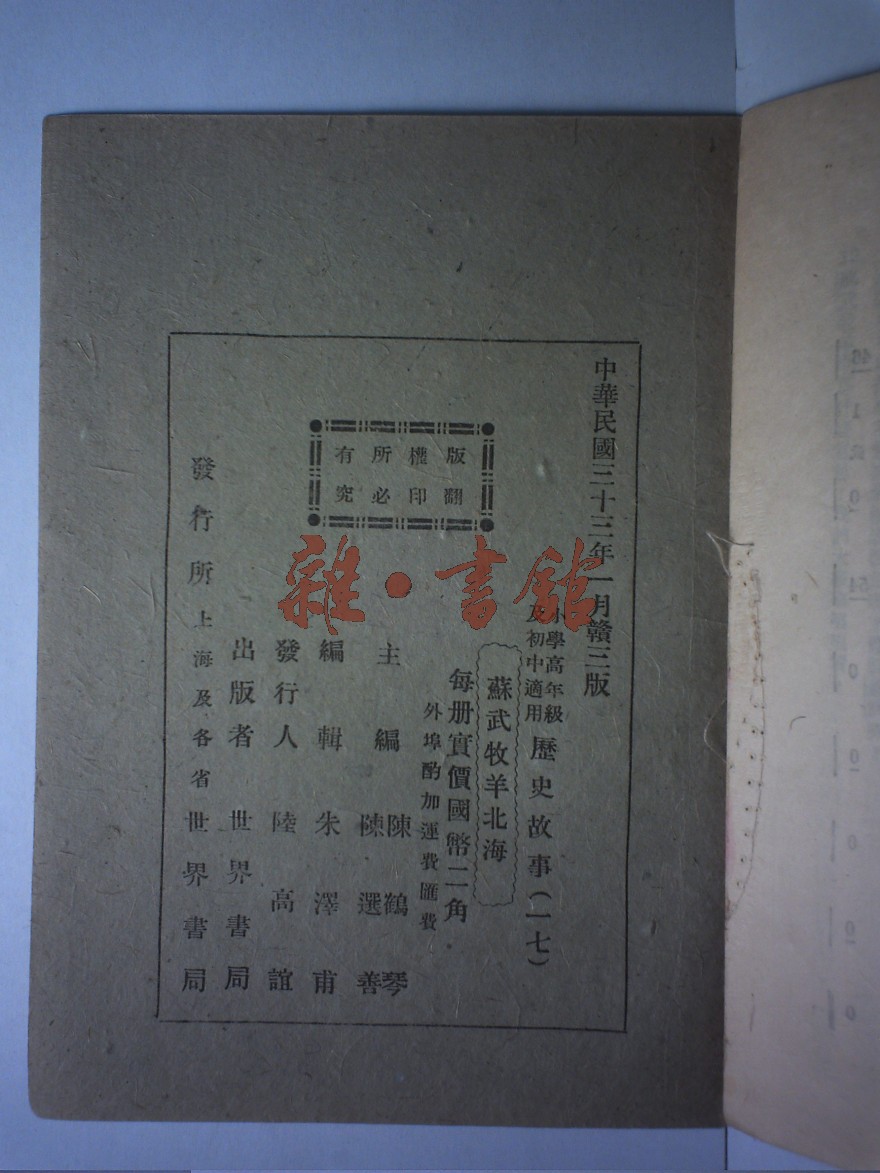 中華民國三十三年一月贛三版
小學高年級
及初中適用
歷史故事(一七)
蘇武牧羊北海
每册實價國幣二角
外埠酌加運費匯費
主編 陳鶴琴
陳選善
編輯 朱澤甫
發行人 陸高誼
出版者 世界書局
發行所 上海及各省 世界書局
版權所有
翻印必究
雜·書館